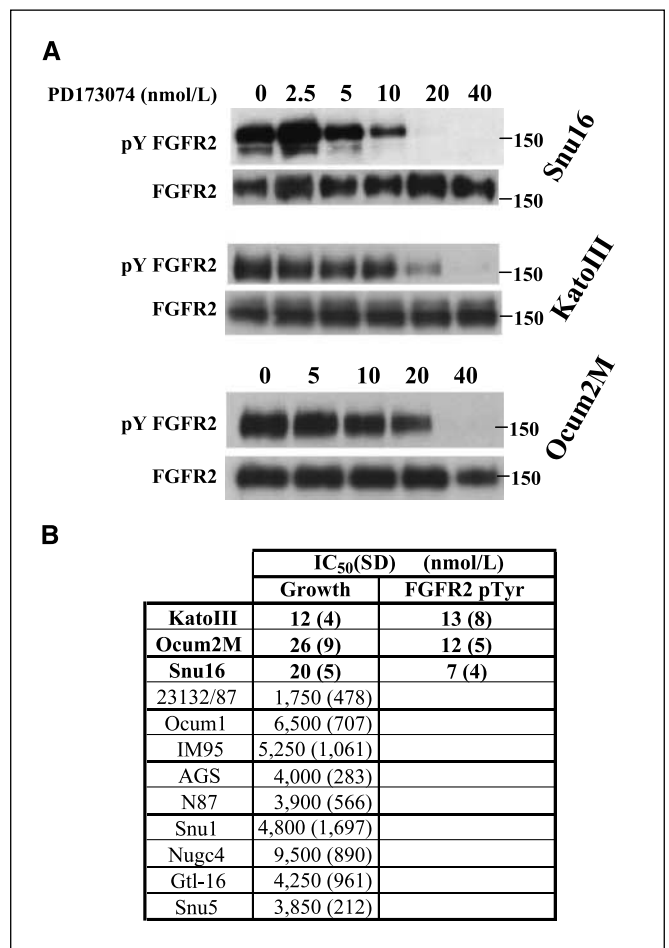 A
PD173074 (nmol/L) 0 2.5 5 10 20 40
pY FGFR2 150
FGFR2 150
Snu16
pY FGFR2 150
FGFR2 150
KatoIII
0 5 10 20 40
pY FGFR2 150
FGFR2 150
Ocum2M
B
IC50(SD) (nmol/L)
Growth FGFR2 pTyr
KatoIII 12 (4) 13 (8)
Ocum2M 26 (9) 12 (5)
Snu16 20 (5) 7 (4)
23132/87 1,750 (478)
Ocum1 6,500 (707)
IM95 5,250 (1,061)
AGS 4,000 (283)
N87 3,900 (566)
Snu1 4,800 (1,697)
Nugc4 9,500 (890)
Gtl-16 4,250 (961)
Snu5 3,850 (212)